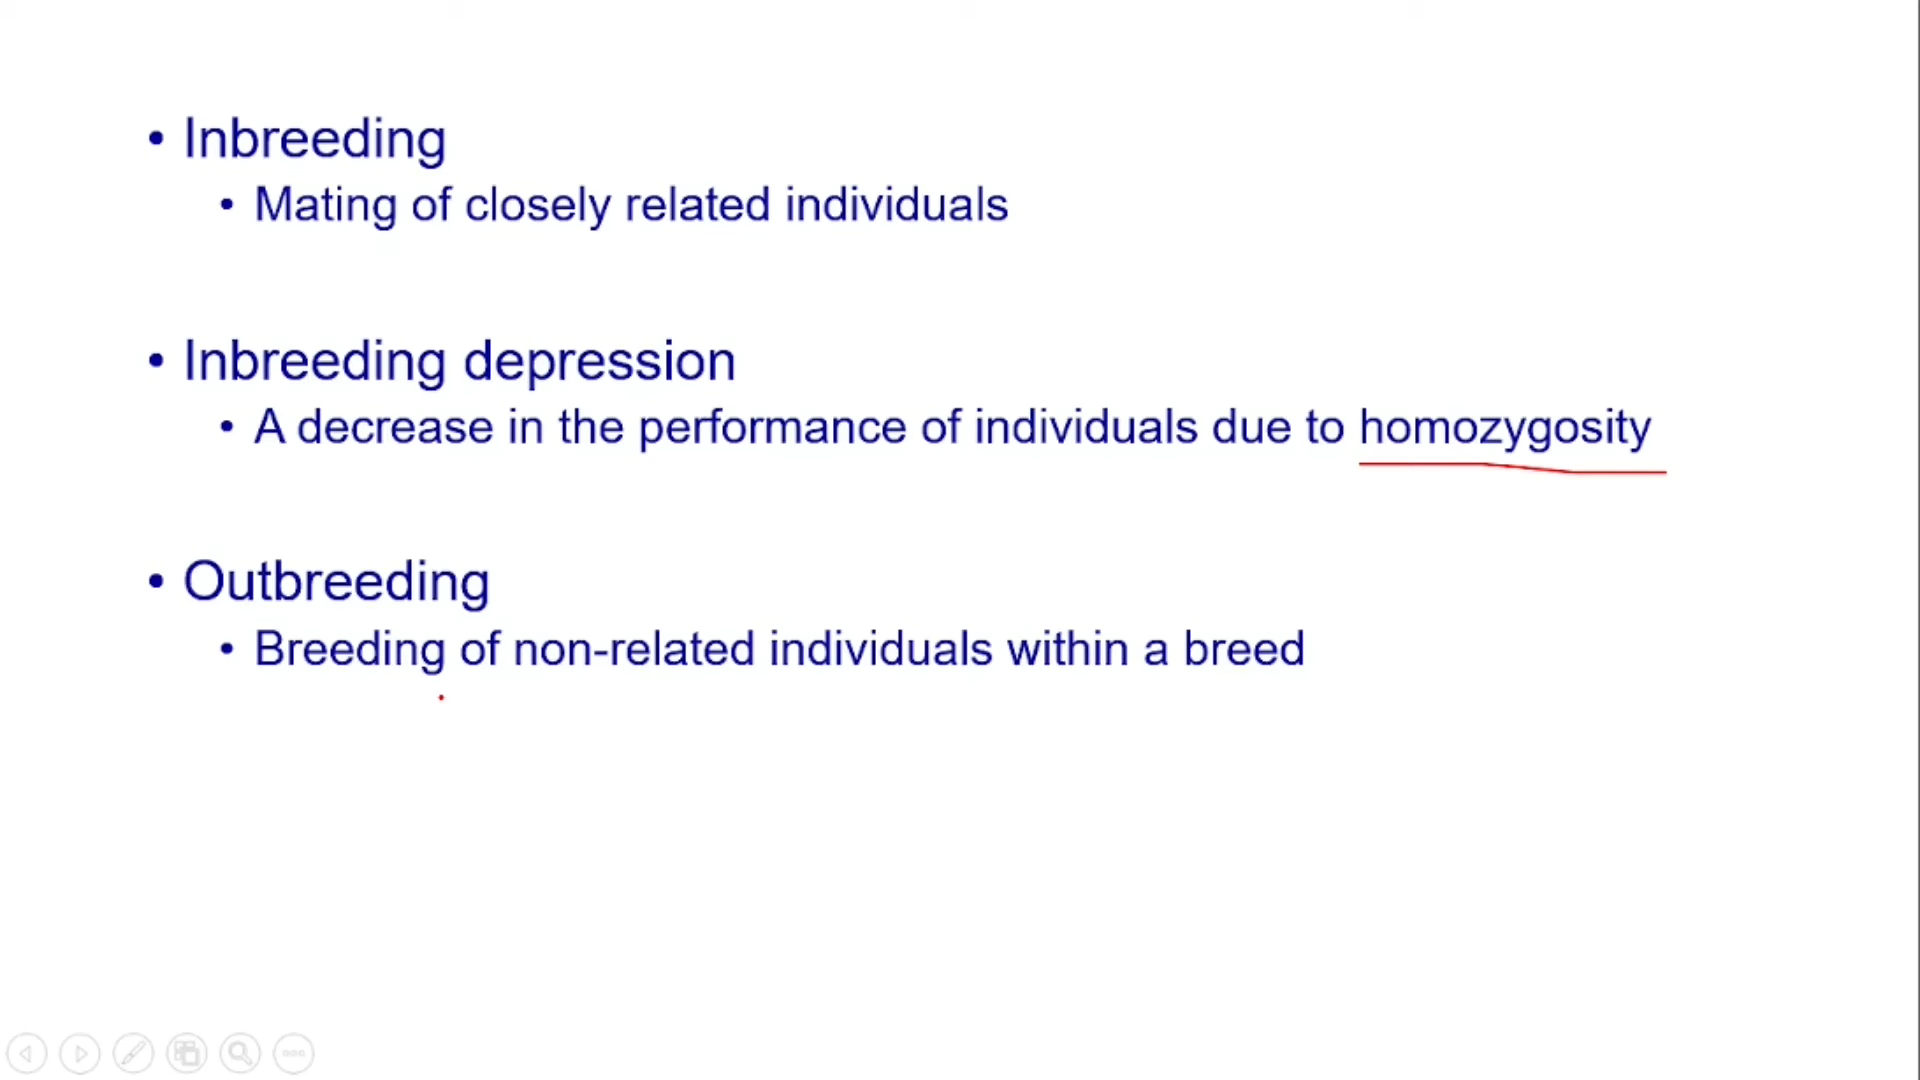 • Inbreeding
• Mating of closely related individuals
• Inbreeding depression
• A decrease in the performance of individuals due to homozygosity
• Outbreeding
• Breeding of non-related individuals within a breed